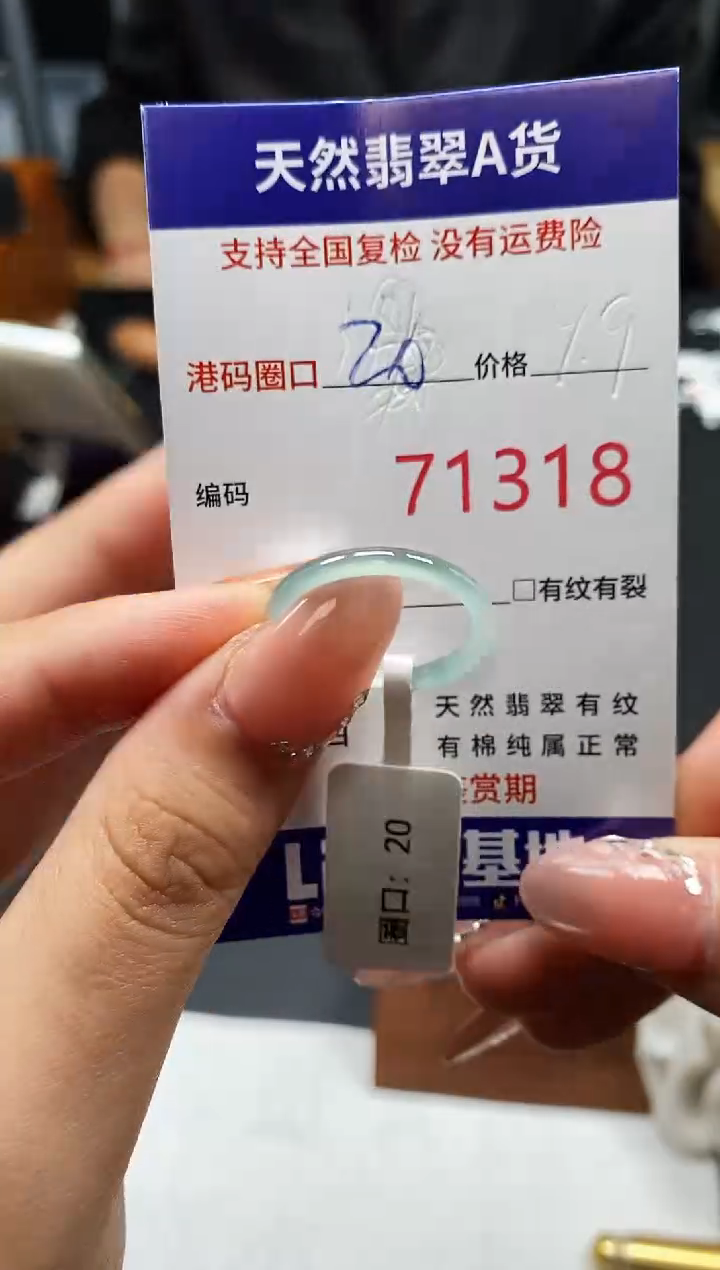 天然翡翠A货
支持全国复检 没有运费险
港码圈口 20 价格
编码 71318
□有纹有裂
天然翡翠有纹
有棉纯属正常
赏期
基地
圈口：20